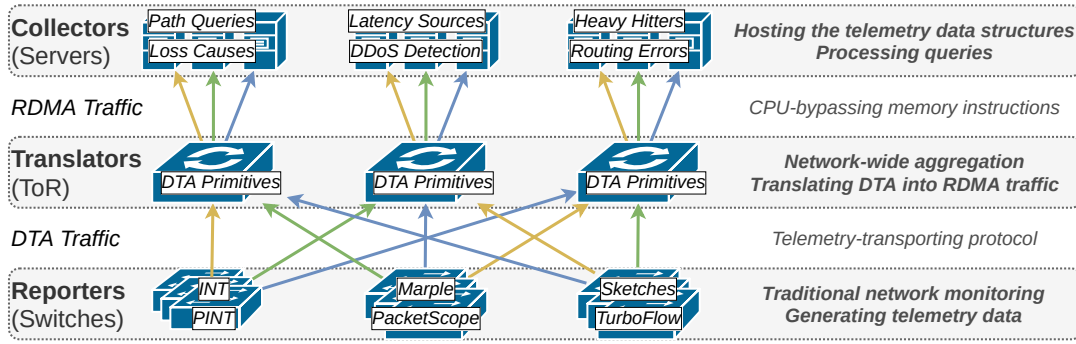 Collectors
(Servers)
Path Queries
Loss Causes
Latency Sources
DDoS Detection
Heavy Hitters
Routing Errors
Hosting the telemetry data structures
Processing queries
RDMA Traffic
CPU-bypassing memory instructions
Translators
(ToR)
DTA Primitives
DTA Primitives
DTA Primitives
Network-wide aggregation
Translating DTA into RDMA traffic
DTA Traffic
Telemetry-transporting protocol
Reporters
(Switches)
INT
PINT
Marple
PacketScope
Sketches
TurboFlow
Traditional network monitoring
Generating telemetry data